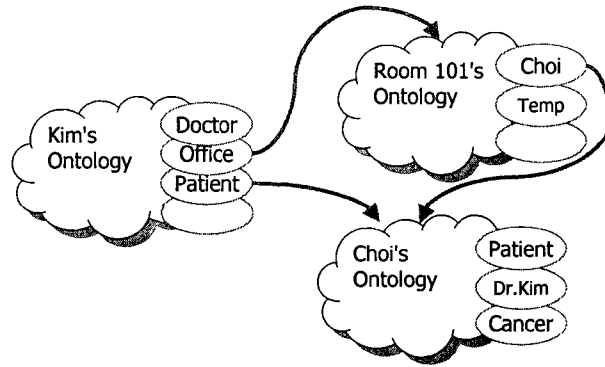 Room 101's
Ontology
Choi
Temp
Kim's
Ontology
Doctor
Office
Patient
Choi's
Ontology
Patient
Dr.Kim
Cancer